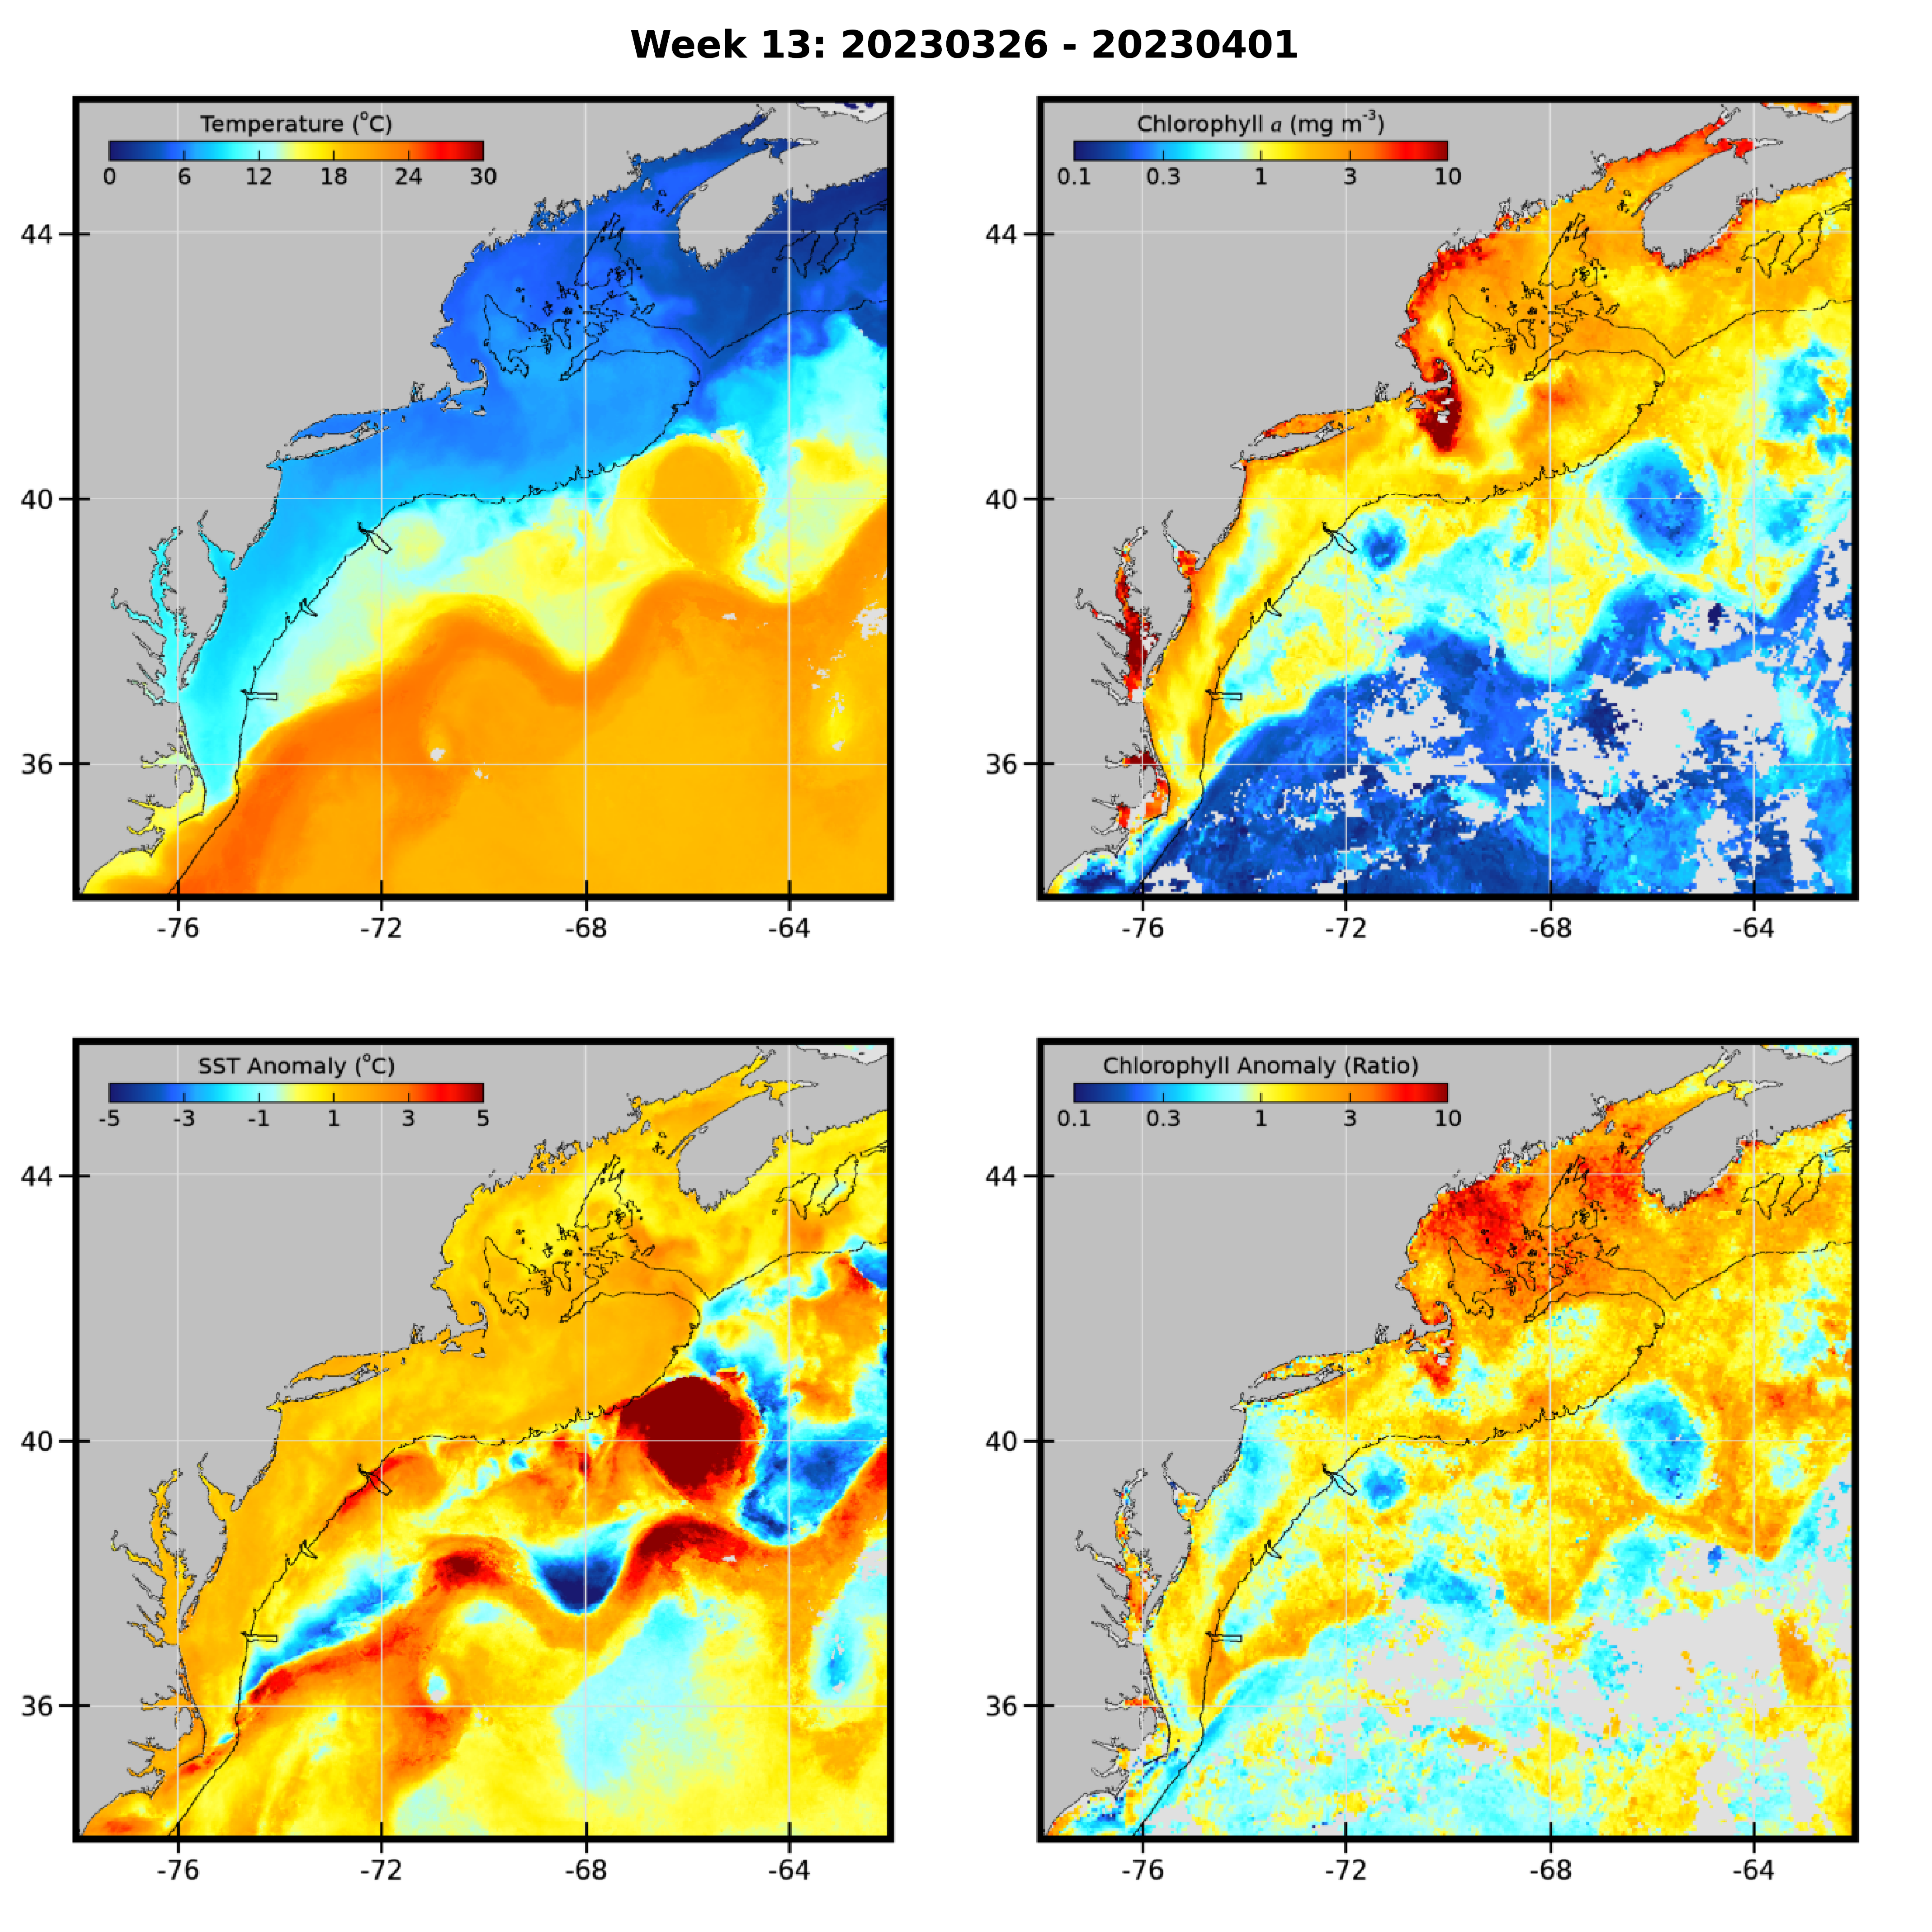 Week 13: 20230326 - 20230401
Temperature (°C)
0 6 12 18 24 30
44
40
36
-76 -72 -68 -64
Chlorophyll a (mg m⁻³)
0.1 0.3 1 3 10
44
40
36
-76 -72 -68 -64
SST Anomaly (°C)
-5 -3 -1 1 3 5
44
40
36
-76 -72 -68 -64
Chlorophyll Anomaly (Ratio)
0.1 0.3 1 3 10
44
40
36
-76 -72 -68 -64